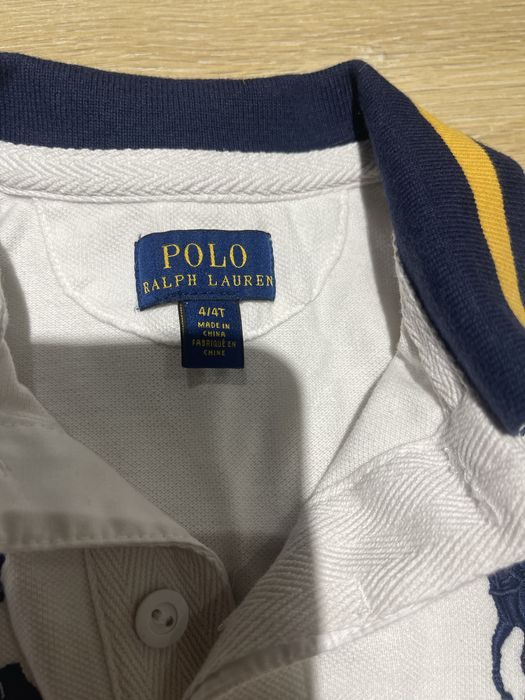 POLO
RALPH LAUREN
4/4T
MADE IN
CHINA
FABRIQUÉ EN
CHINE